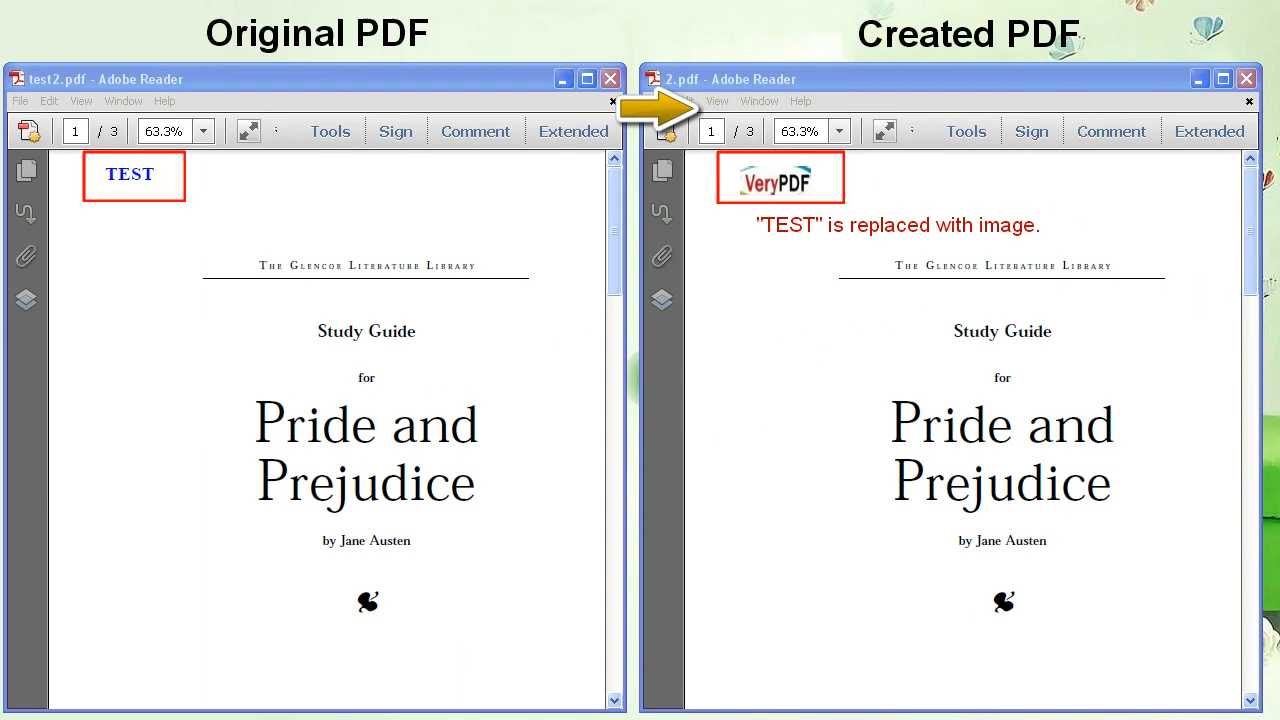 Original PDF
test2.pdf - Adobe Reader
File Edit View Window Help
1 / 3 63.3% Tools Sign Comment Extended
TEST
THE GLENCOE LITERATURE LIBRARY
Study Guide
for
Pride and
Prejudice
by Jane Austen
Created PDF
2.pdf - Adobe Reader
View Window Help
1 / 3 63.3% Tools Sign Comment Extended
VeryPDF
"TEST" is replaced with image.
THE GLENCOE LITERATURE LIBRARY
Study Guide
for
Pride and
Prejudice
by Jane Austen